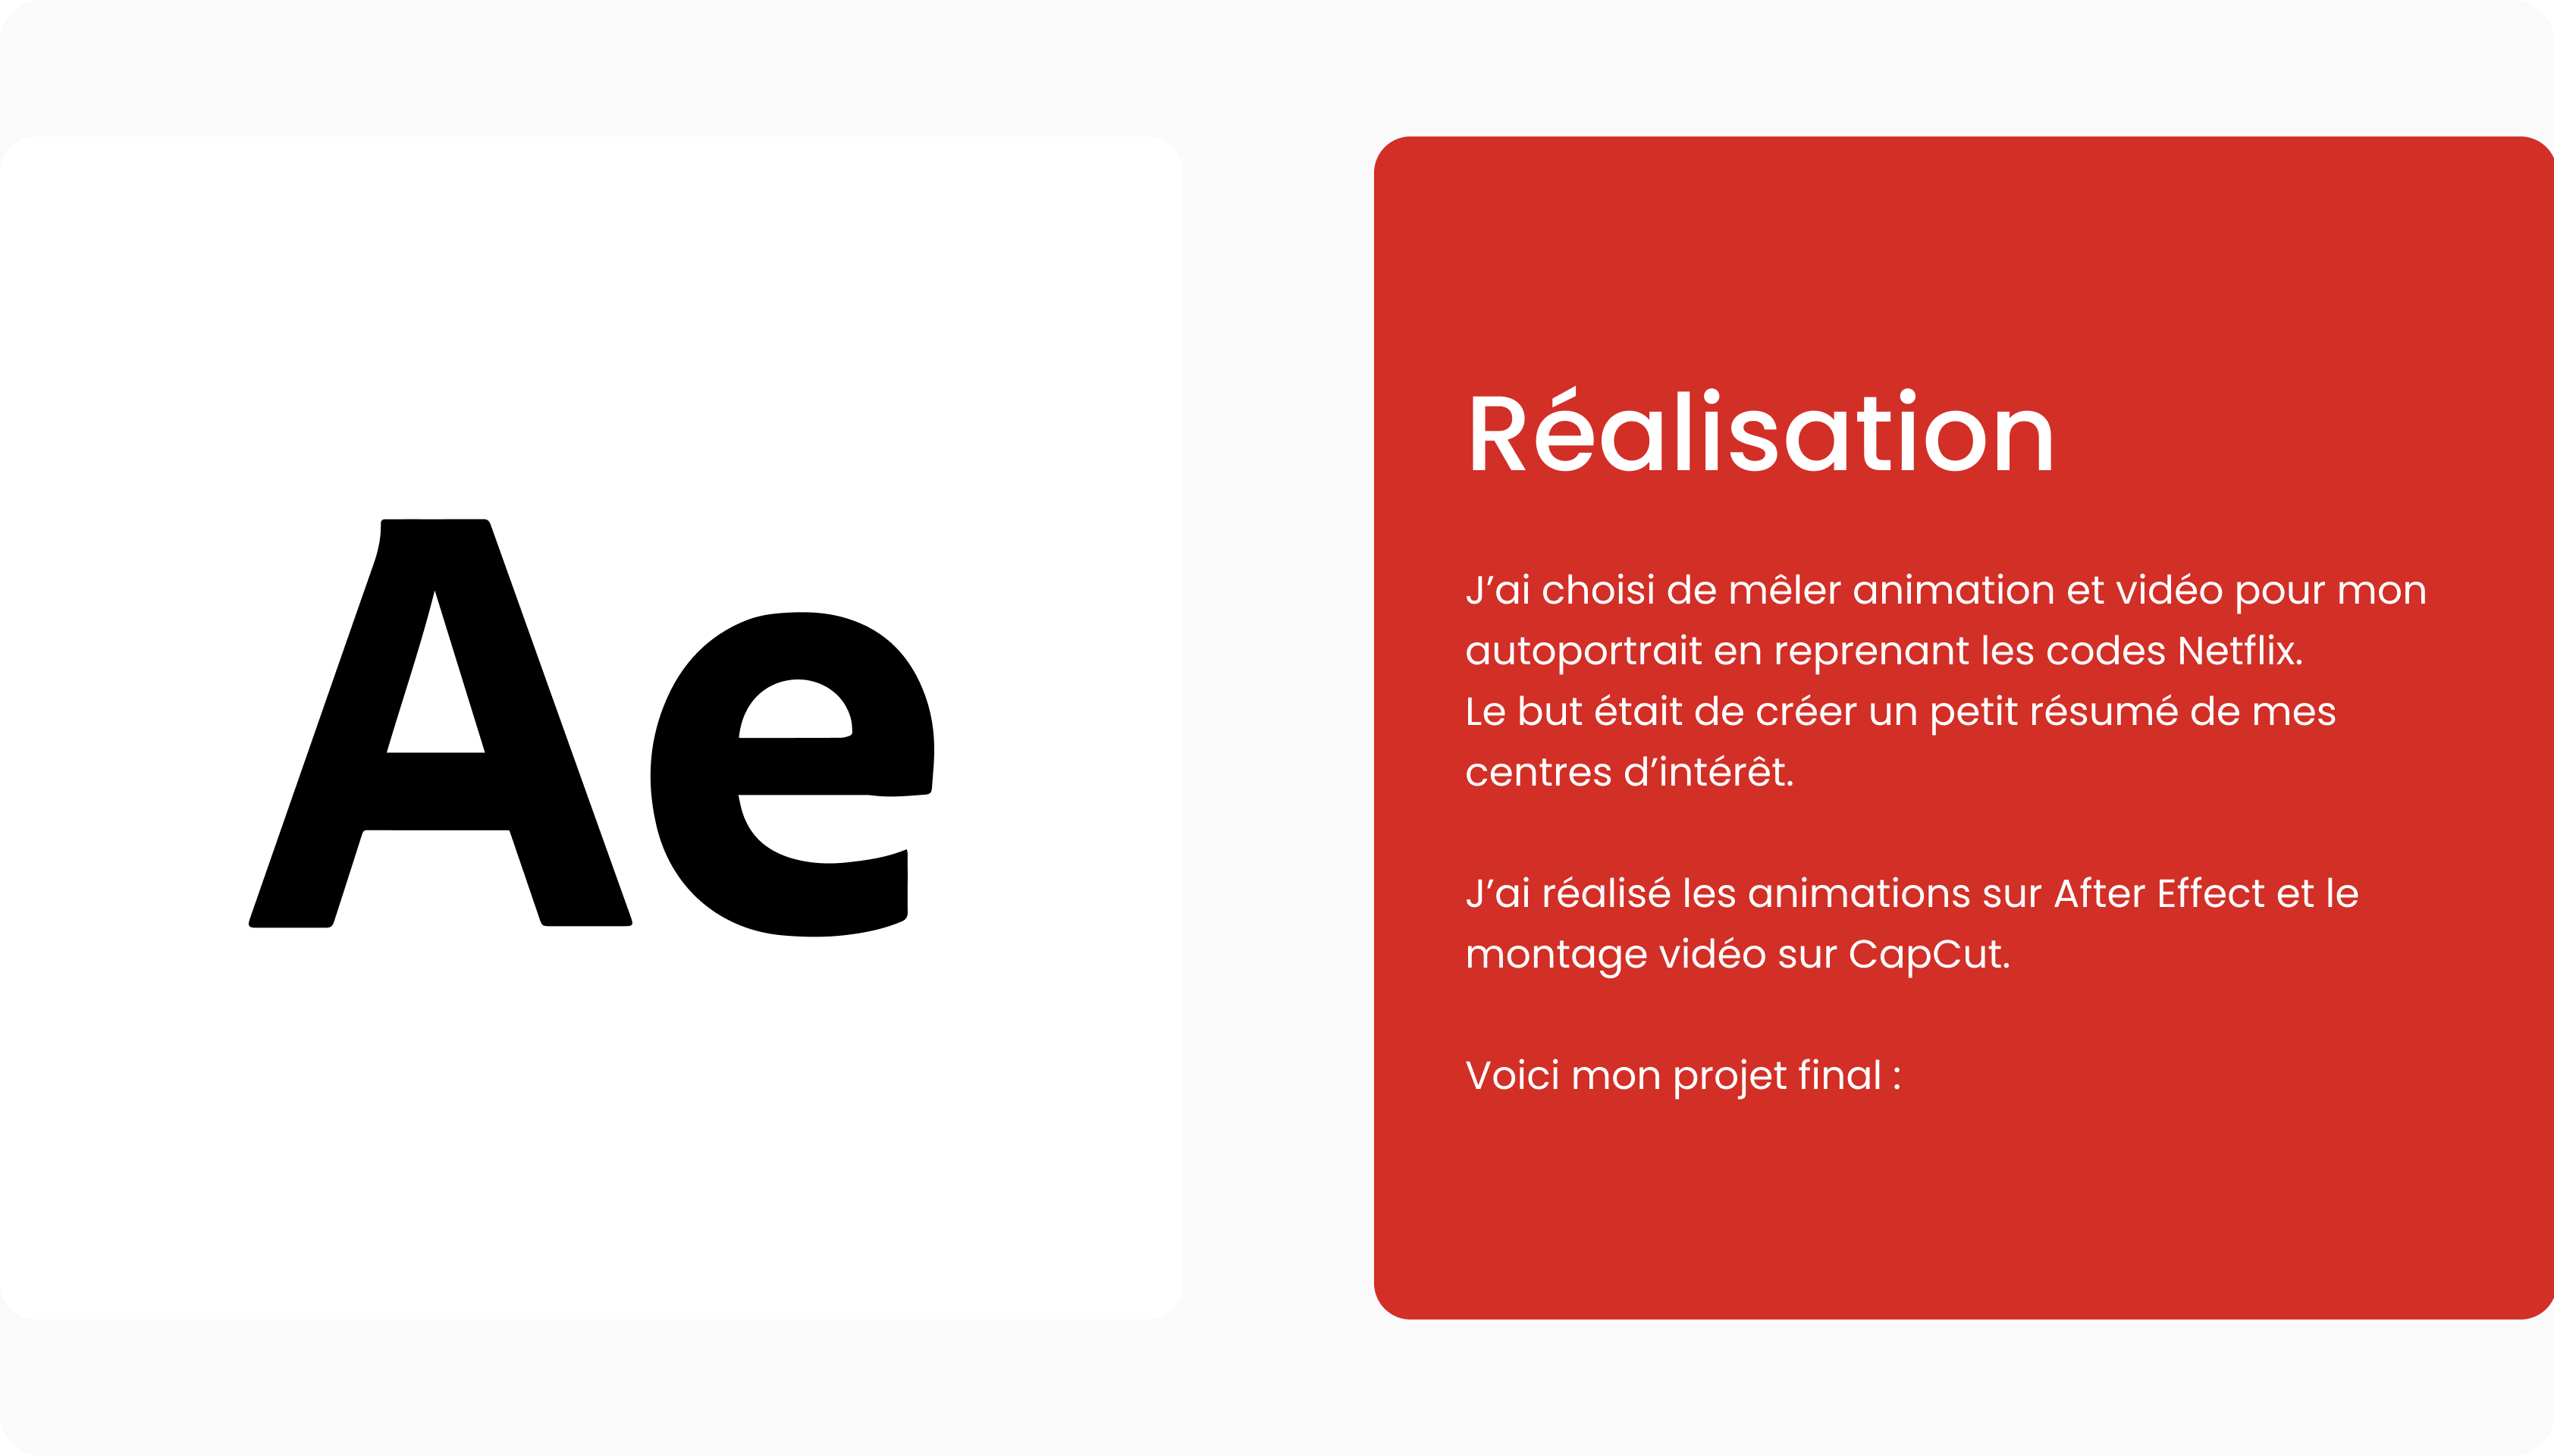 Ae
Réalisation
J’ai choisi de mêler animation et vidéo pour mon
autoportrait en reprenant les codes Netflix.
Le but était de créer un petit résumé de mes
centres d’intérêt.
J’ai réalisé les animations sur After Effect et le
montage vidéo sur CapCut.
Voici mon projet final :